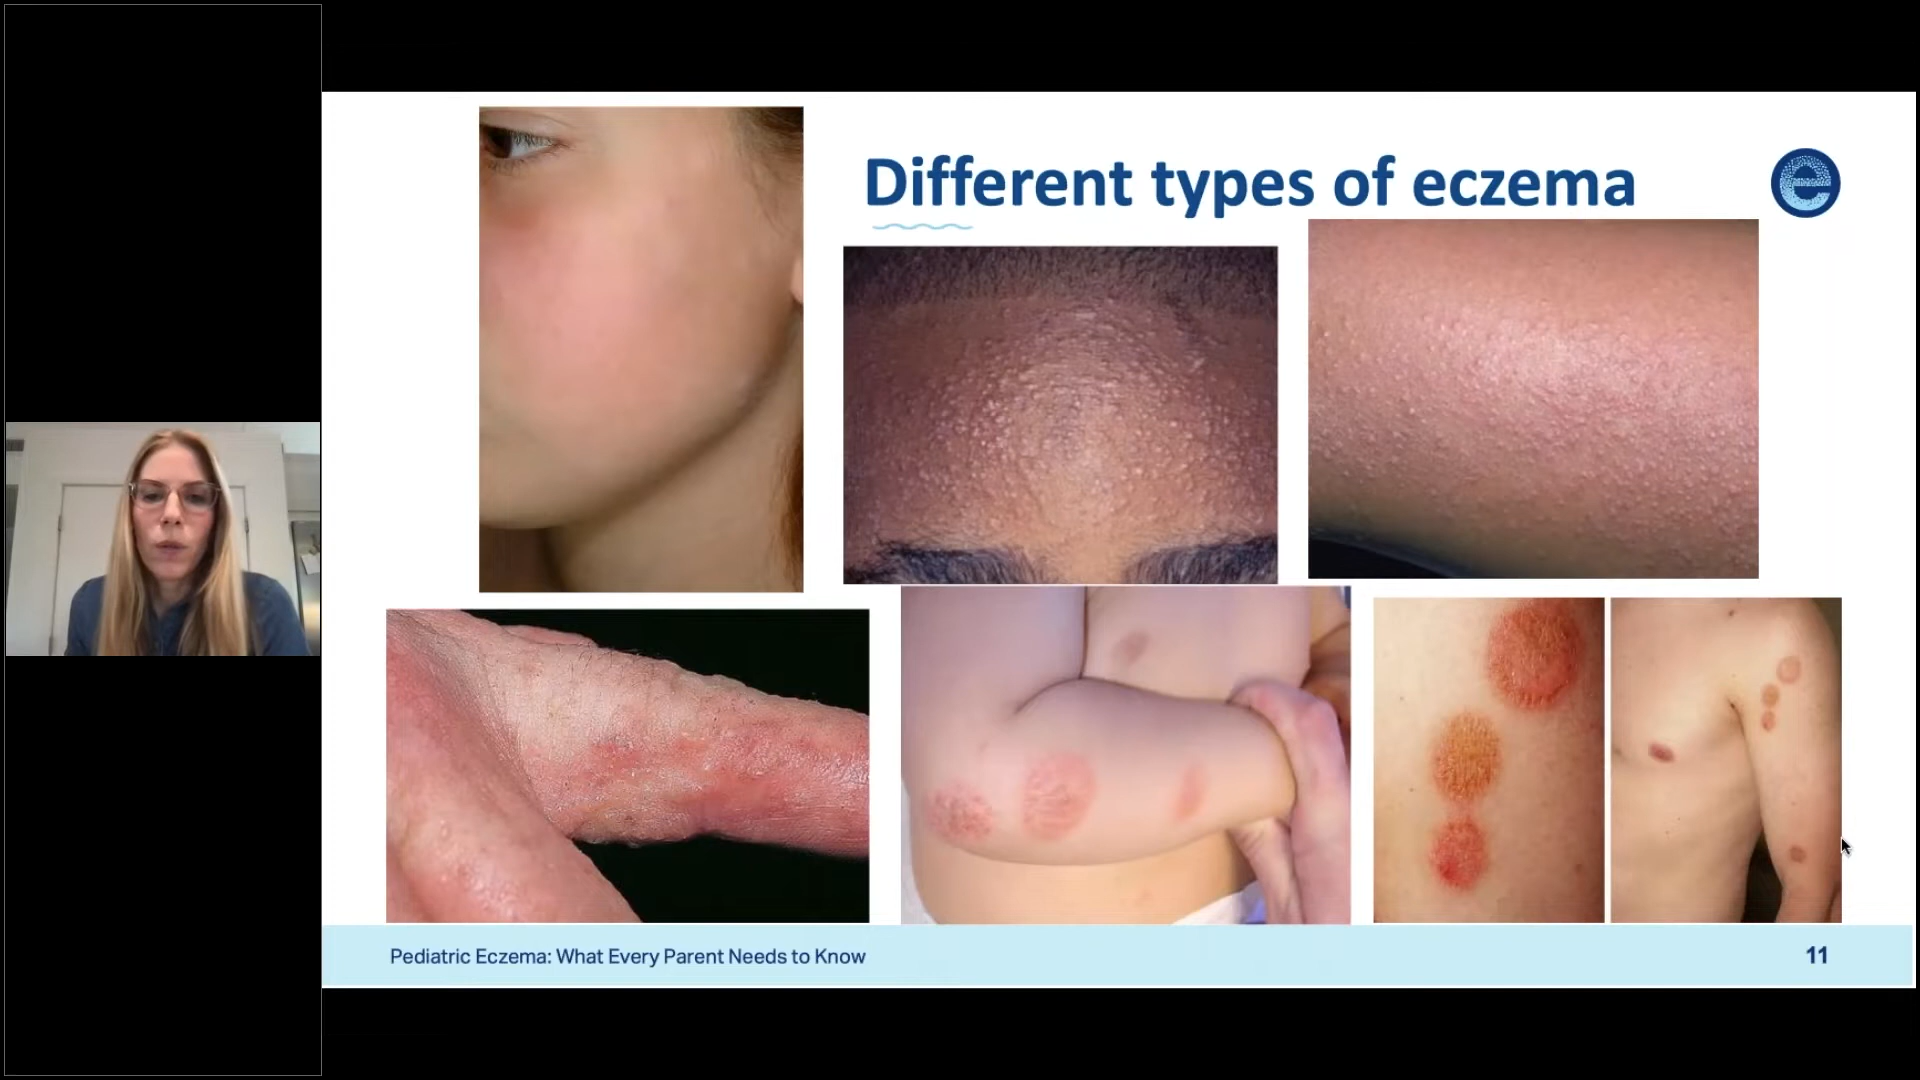 Different types of eczema
e
Pediatric Eczema: What Every Parent Needs to Know
11